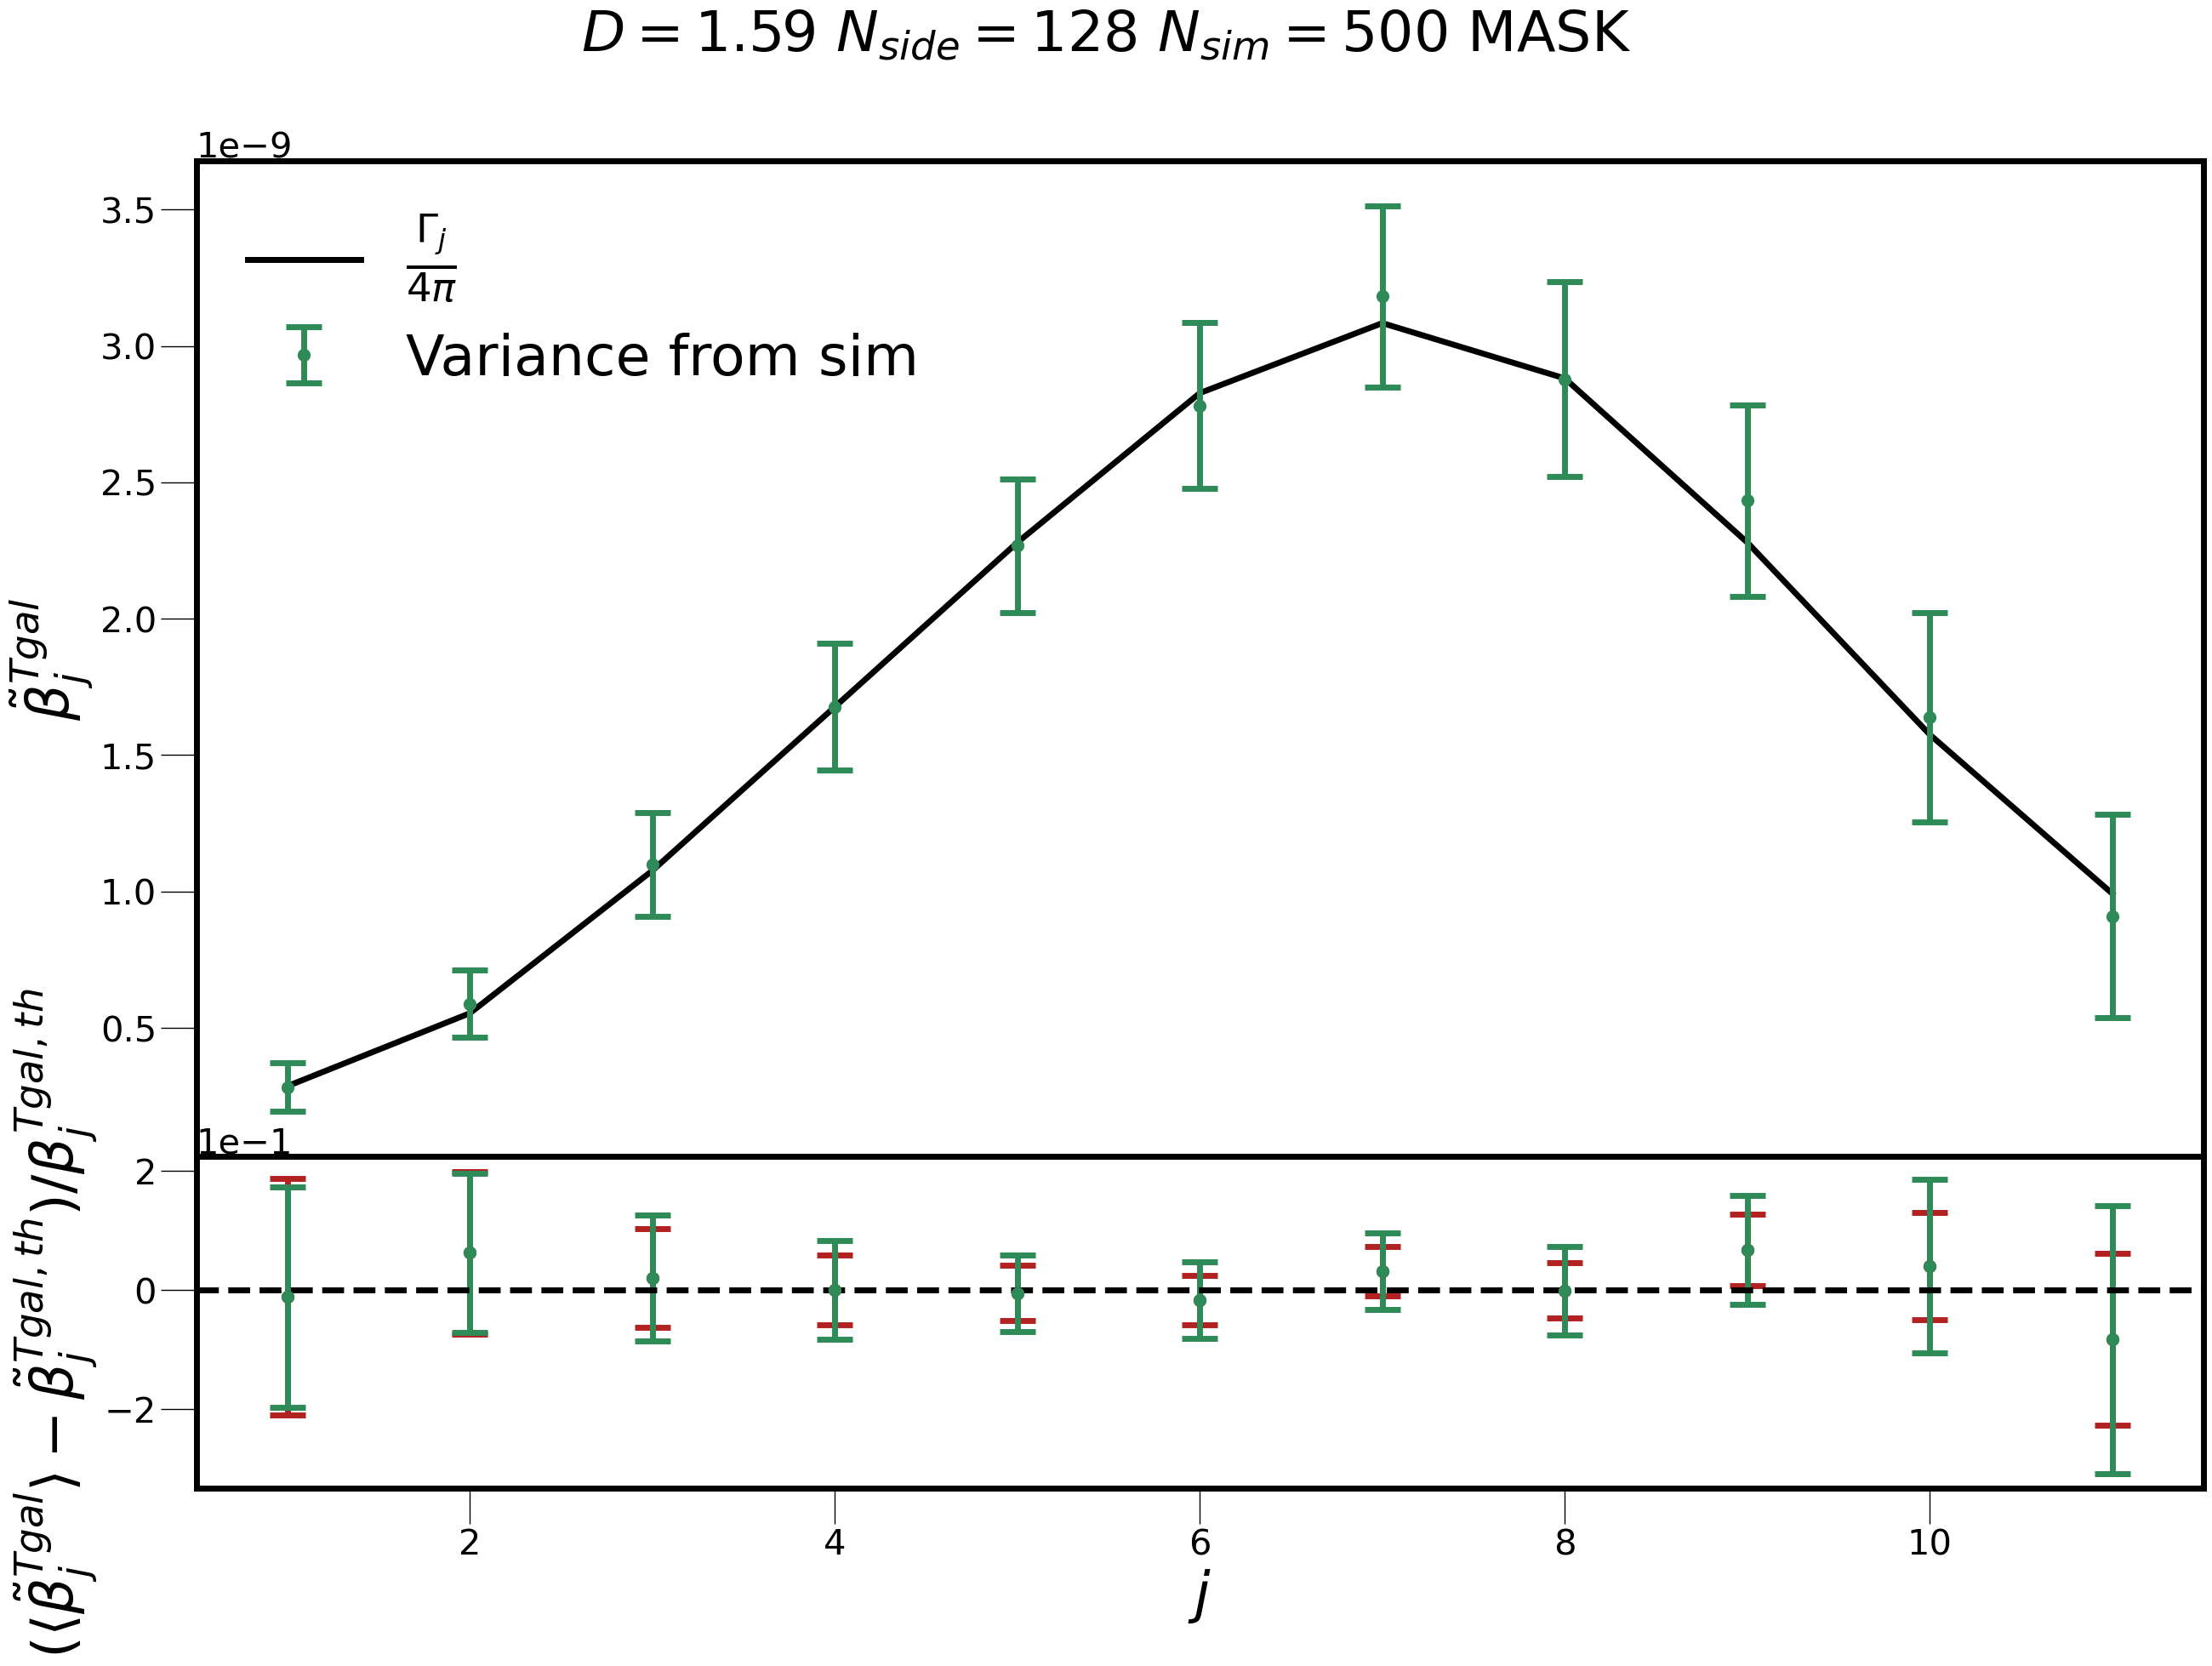 D = 1.59 N_side = 128 N_sim = 500 MASK
1e−9
3.5
3.0
2.5
2.0
1.5
1.0
0.5
Γ_j
4π
Variance from sim
β̃_j^{Tgal}
1e−1
2
0
−2
(⟨β̃_j^{Tgal}⟩ − β̃_j^{Tgal, th})/β̃_j^{Tgal, th}
2 4 6 8 10
j